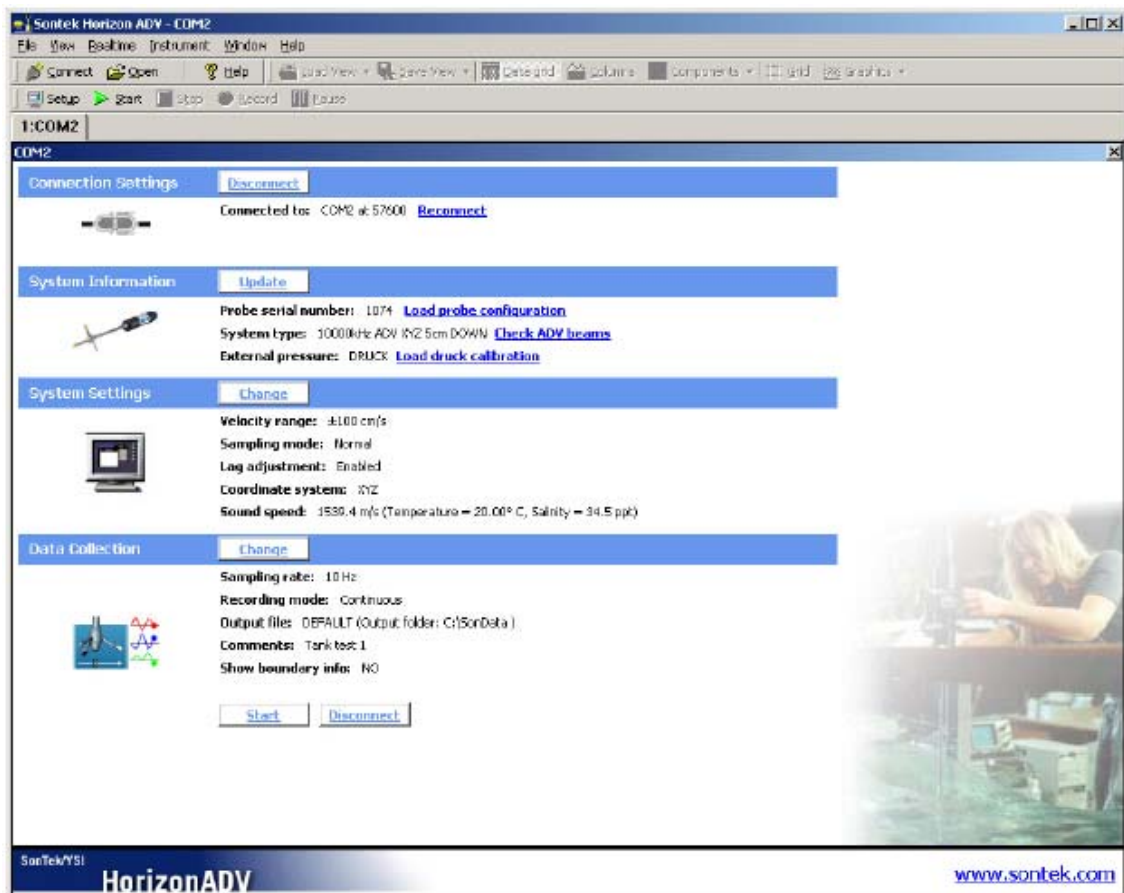 Sontek Horizon ADV - COM2
File View Realtime Instrument Window Help
Connect Open Help Load View Save View Data grid Columns Components Grid Graphics
Setup Start Stop Record Pause
1:COM2
COM2
Connection Settings Disconnect
Connected to: COM2 at 57600 Reconnect
System Information Update
Probe serial number: 1074 Load probe configuration
System type: 10000kHz ADV XYZ 5cm DOWN Check ADV beams
External pressure: DRUCK Load druck calibration
System Settings Change
Velocity range: ±100 cm/s
Sampling mode: Normal
Lag adjustment: Enabled
Coordinate system: XYZ
Sound speed: 1539.4 m/s (Temperature = 20.00° C, Salinity = 34.5 ppt)
Data Collection Change
Sampling rate: 10 Hz
Recording mode: Continuous
Output file: DEFAULT (Output folder: C:\SonData )
Comments: Tank test 1
Show boundary info: NO
Start Disconnect
SonTek/YSI
HorizonADV
www.sontek.com